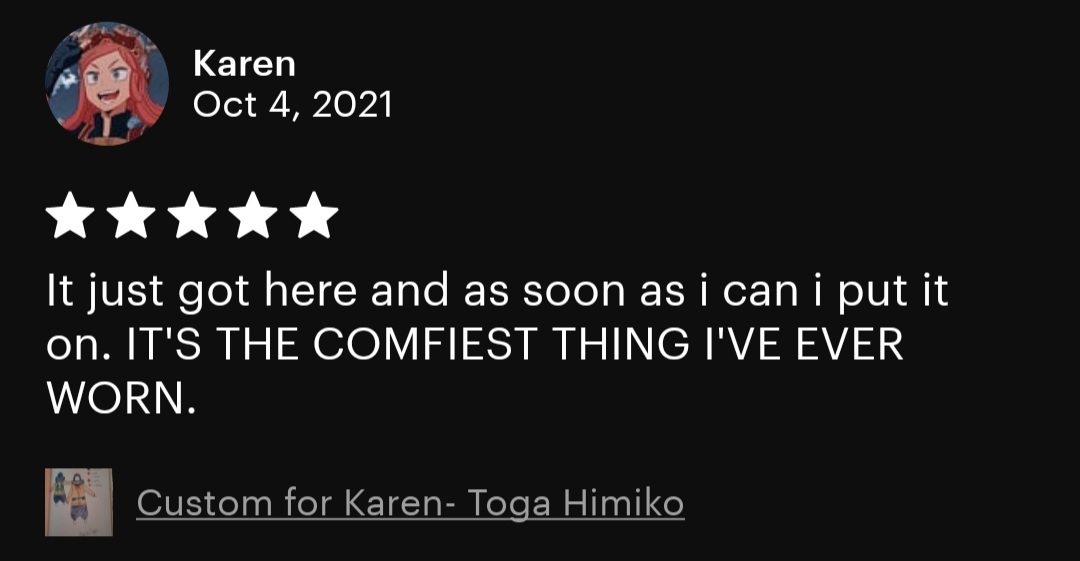 Karen
Oct 4, 2021
It just got here and as soon as i can i put it
on. IT'S THE COMFIEST THING I'VE EVER
WORN.
Custom for Karen- Toga Himiko